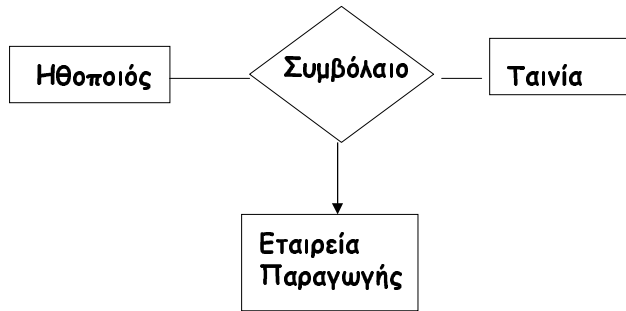 Ηθοποιός
Συμβόλαιο
Ταινία
Εταιρεία
Παραγωγής